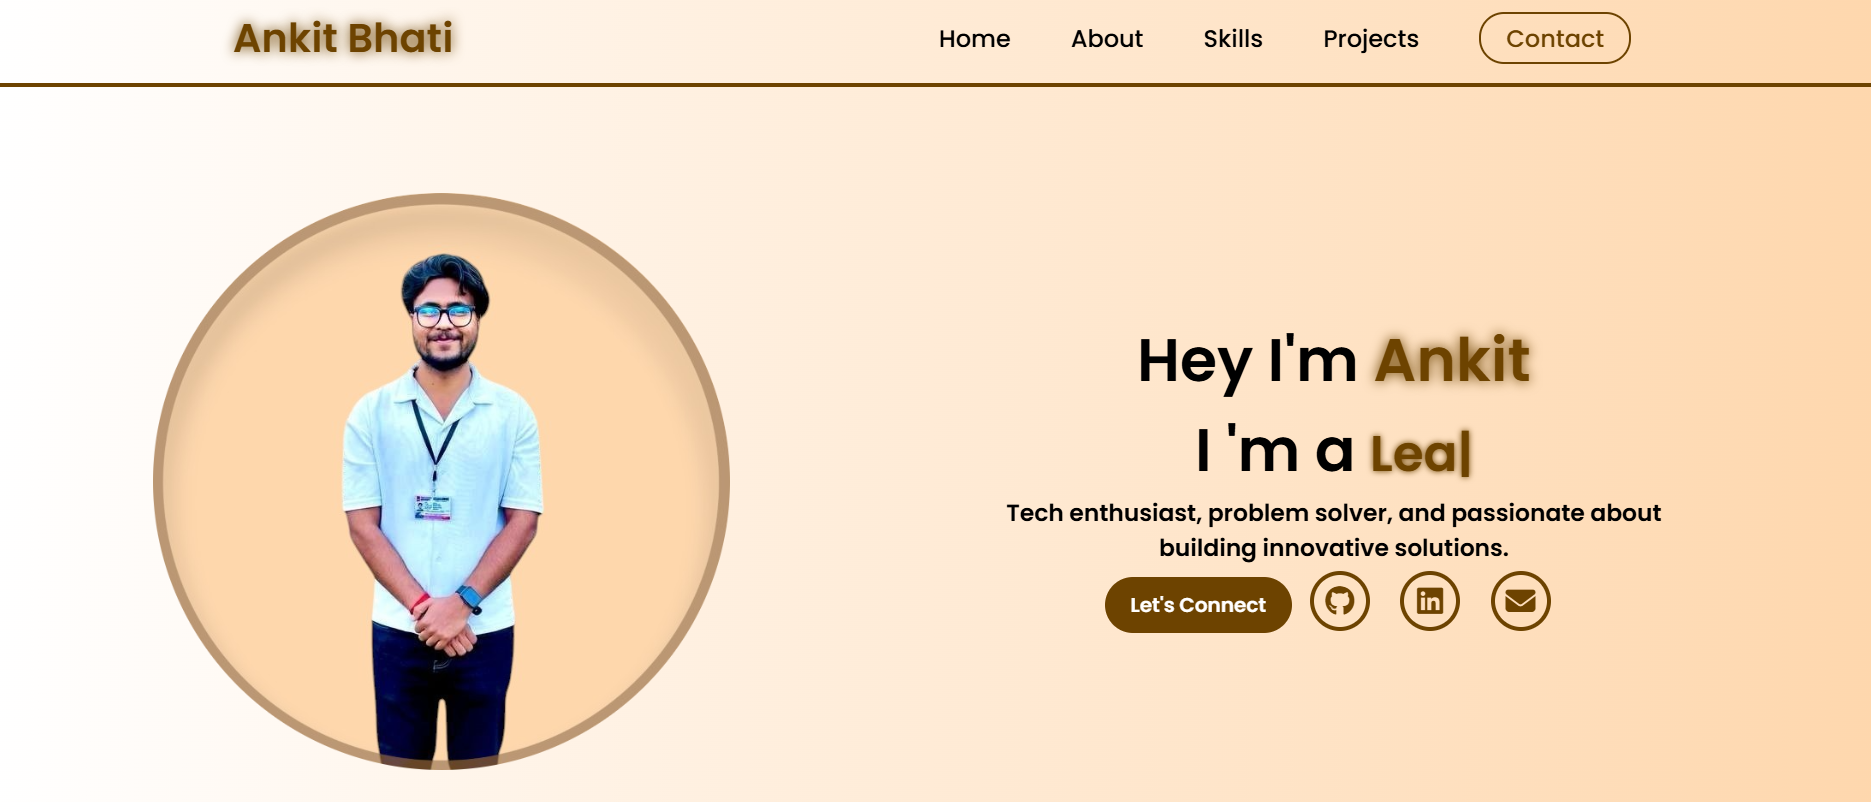 Ankit Bhati
Home
About
Skills
Projects
Contact
Hey I'm Ankit
I 'm a Lea|
Tech enthusiast, problem solver, and passionate about
building innovative solutions.
Let's Connect
in